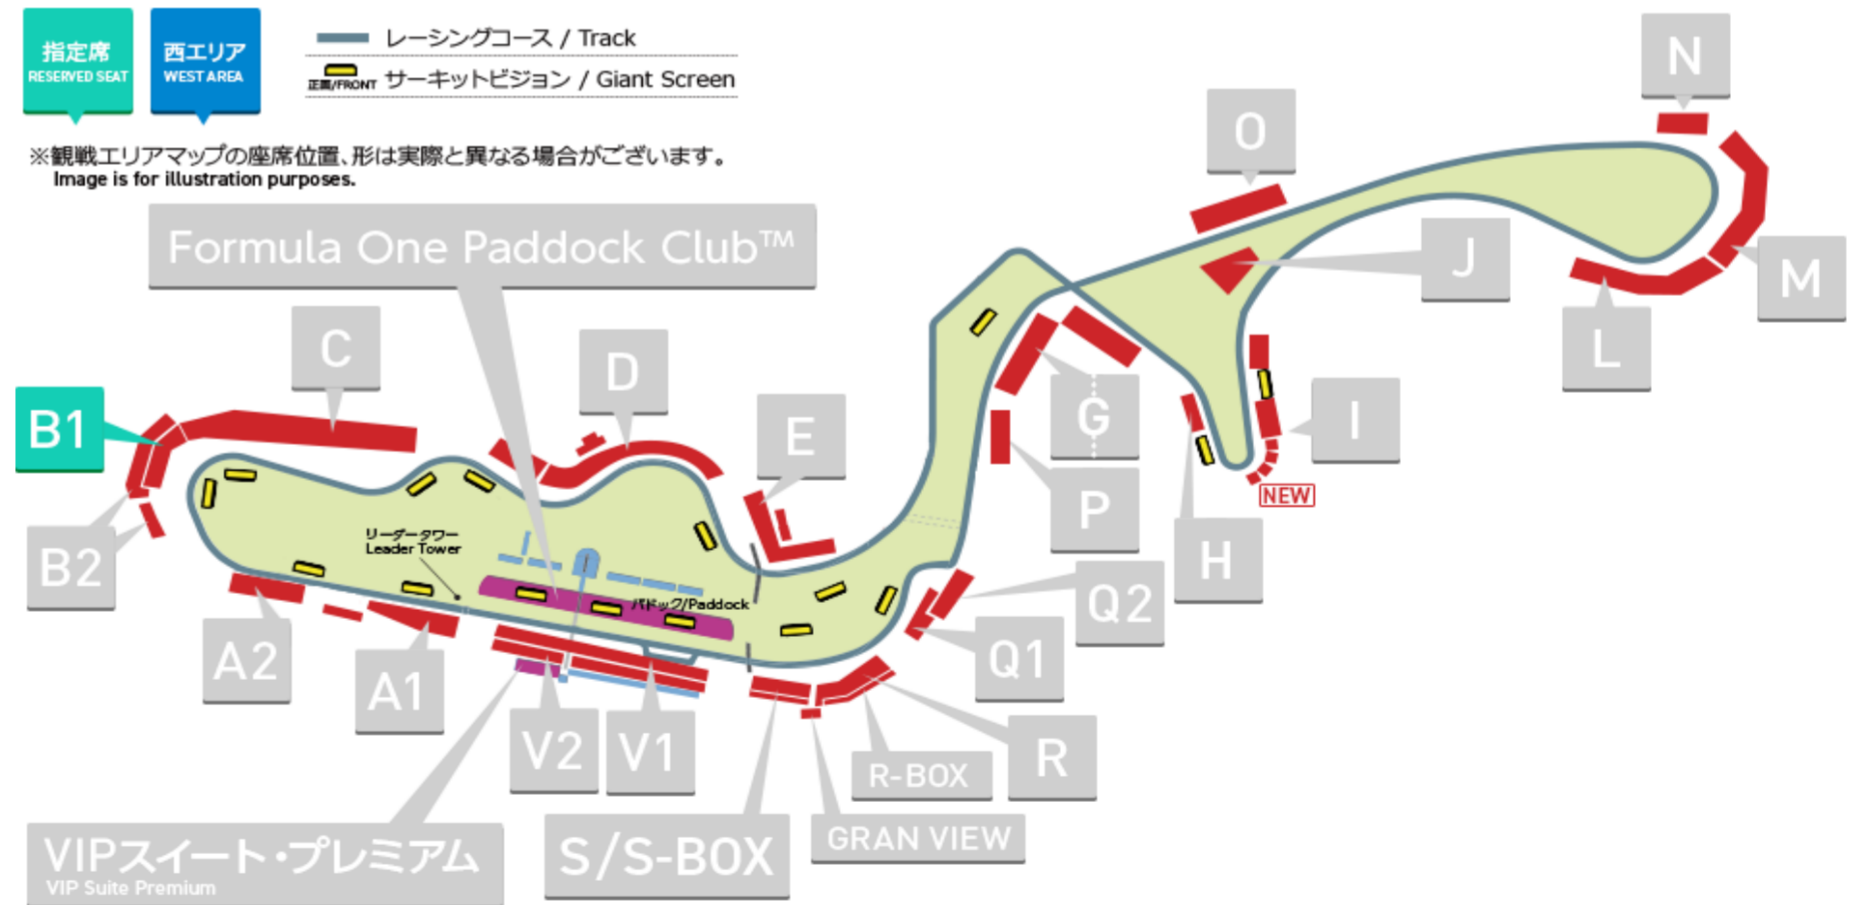 指定席
RESERVED SEAT
西エリア
WEST AREA
レーシングコース / Track
正面/FRONT サーキットビジョン / Giant Screen
※観戦エリアマップの座席位置、形は実際と異なる場合がございます。
Image is for illustration purposes.
Formula One Paddock Club™
N
O
J
M
L
C
D
B1
E
G
I
P
NEW
H
B2
リーダータワー
Leader Tower
パドック/Paddock
Q2
Q1
A2
A1
V2
V1
R
R-BOX
GRAN VIEW
S/S-BOX
VIPスイート・プレミアム
VIP Suite Premium